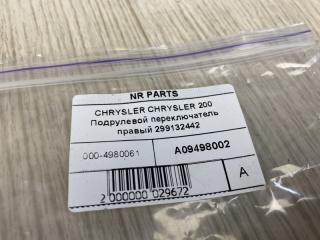 NR PARTS
CHRYSLER CHRYSLER 200
Подрулевой переключатель
правый 299132442
000-4980061 A09498002
A
2 000000 029672